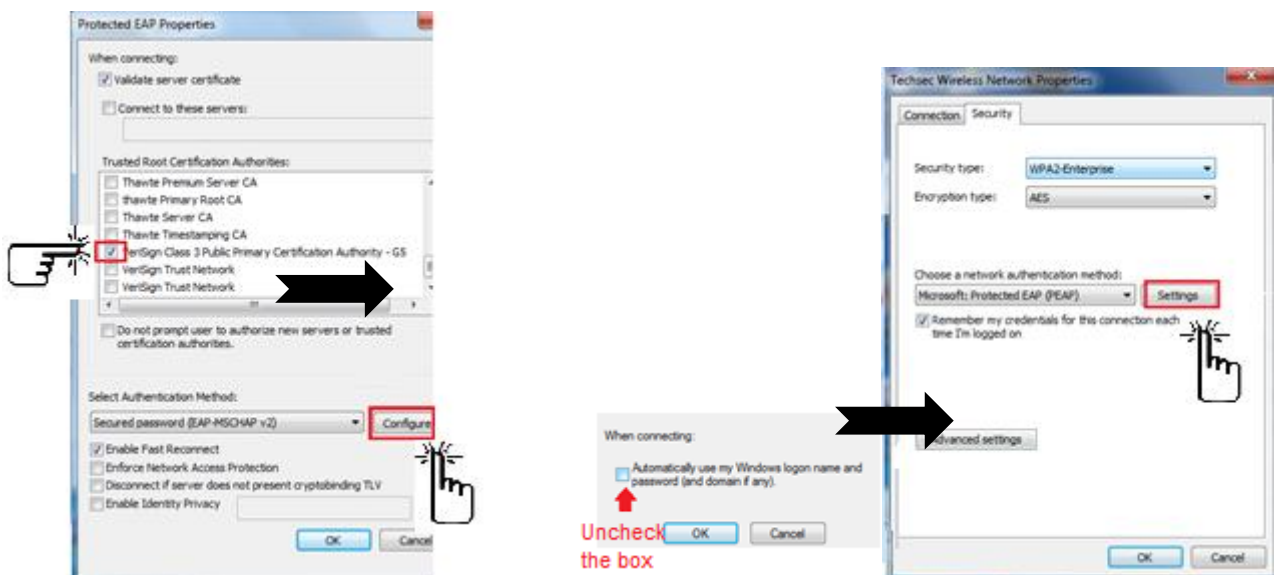 Protected EAP Properties
When connecting:
Validate server certificate
Connect to these servers:
Trusted Root Certification Authorities:
Thawte Premium Server CA
thawte Primary Root CA
Thawte Server CA
Thawte Timestamping CA
VeriSign Class 3 Public Primary Certification Authority - G5
VeriSign Trust Network
VeriSign Trust Network
Do not prompt user to authorize new servers or trusted
certification authorities.
Select Authentication Method:
Secured password (EAP-MSCHAP v2)
Configure
Enable Fast Reconnect
Enforce Network Access Protection
Disconnect if server does not present cryptobinding TLV
Enable Identity Privacy
OK
Cancel
When connecting:
Automatically use my Windows logon name and
password (and domain if any).
Uncheck
the box
OK
Cancel
Techsec Wireless Network Properties
Connection
Security
Security type:
WPA2-Enterprise
Encryption type:
AES
Choose a network authentication method:
Microsoft: Protected EAP (PEAP)
Settings
Remember my credentials for this connection each
time I'm logged on
Advanced settings
OK
Cancel